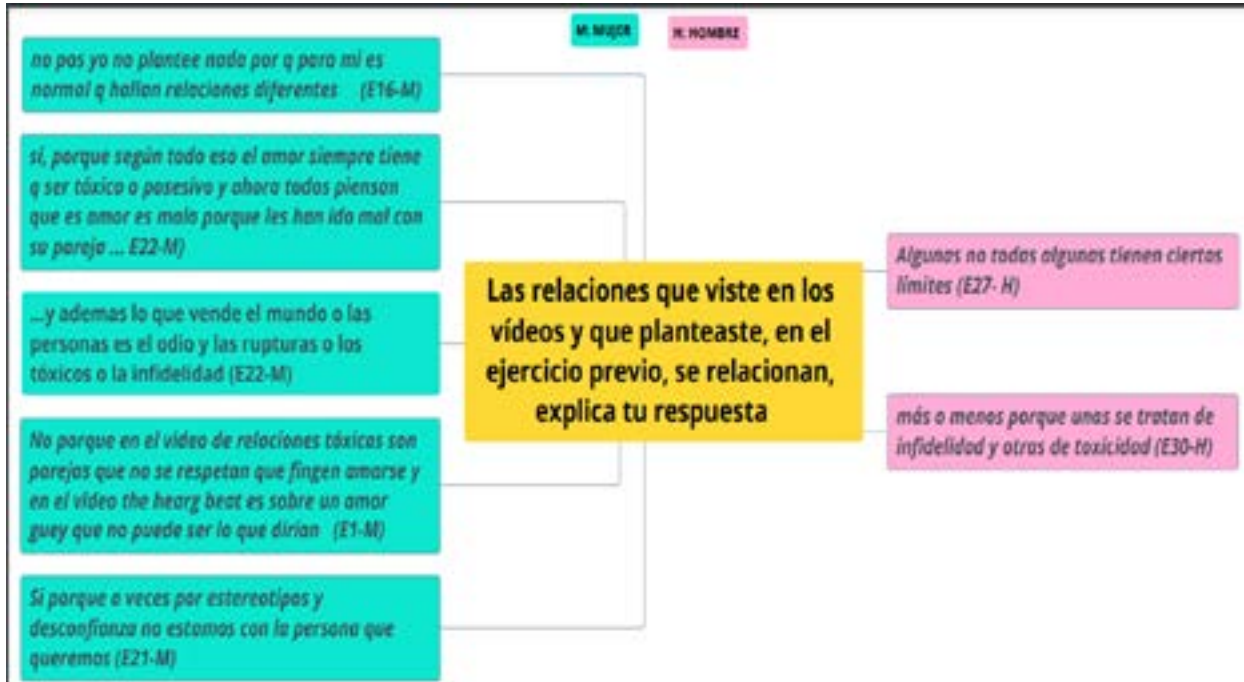 M: MUJER
H: HOMBRE
no pos yo no plantee nada por q para mi es
normal q hallan relaciones diferentes (E16-M)
sí, porque según todo eso el amor siempre tiene
q ser tóxico o posesivo y ahora todos piensan
que es amor es malo porque les han ido mal con
su pareja ... E22-M)
...y ademas lo que vende el mundo o las
personas es el odio y las rupturas o los
tóxicos o la infidelidad (E22-M)
No porque en el video de relaciones tóxicas son
parejas que no se respetan que fingen amarse y
en el video the hearg beat es sobre un amor
guey que no puede ser lo que dirían (E1-M)
Si porque a veces por estereotipos y
desconfianza no estamos con la persona que
queremos (E21-M)
Las relaciones que viste en los
vídeos y que planteaste, en el
ejercicio previo, se relacionan,
explica tu respuesta
Algunas no todas algunas tienen ciertos
límites (E27- H)
más o menos porque unas se tratan de
infidelidad y otras de toxicidad (E30-H)